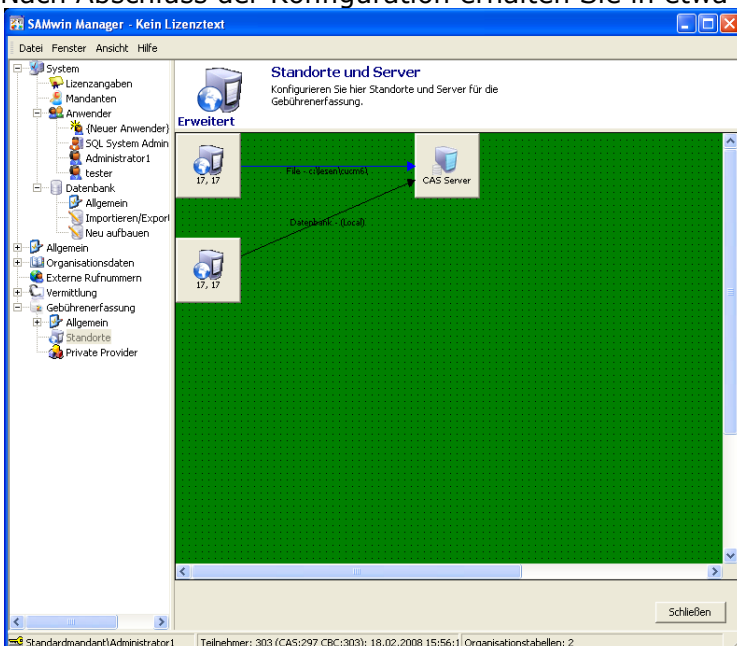 Nach Abschluss der Konfiguration erhalten Sie in etwa
SAMwin Manager - Kein Lizenztext
Datei Fenster Ansicht Hilfe
System
Lizenzangaben
Mandanten
Anwender
{Neuer Anwender}
SQL System Admin
Administrator1
tester
Datenbank
Allgemein
Importieren/Export
Neu aufbauen
Allgemein
Organisationsdaten
Externe Rufnummern
Vermittlung
Gebührenerfassung
Allgemein
Standorte
Private Provider
Standorte und Server
Konfigurieren Sie hier Standorte und Server für die
Gebührenerfassung.
Erweitert
17, 17
File - c:\lesen\cucm6\
CAS Server
Datenbank - (Local)
17, 17
Schließen
Standardmandant\Administrator1
Teilnehmer: 303 (CAS:297 CBC:303); 18.02.2008 15:56:1
Organisationstabellen: 2